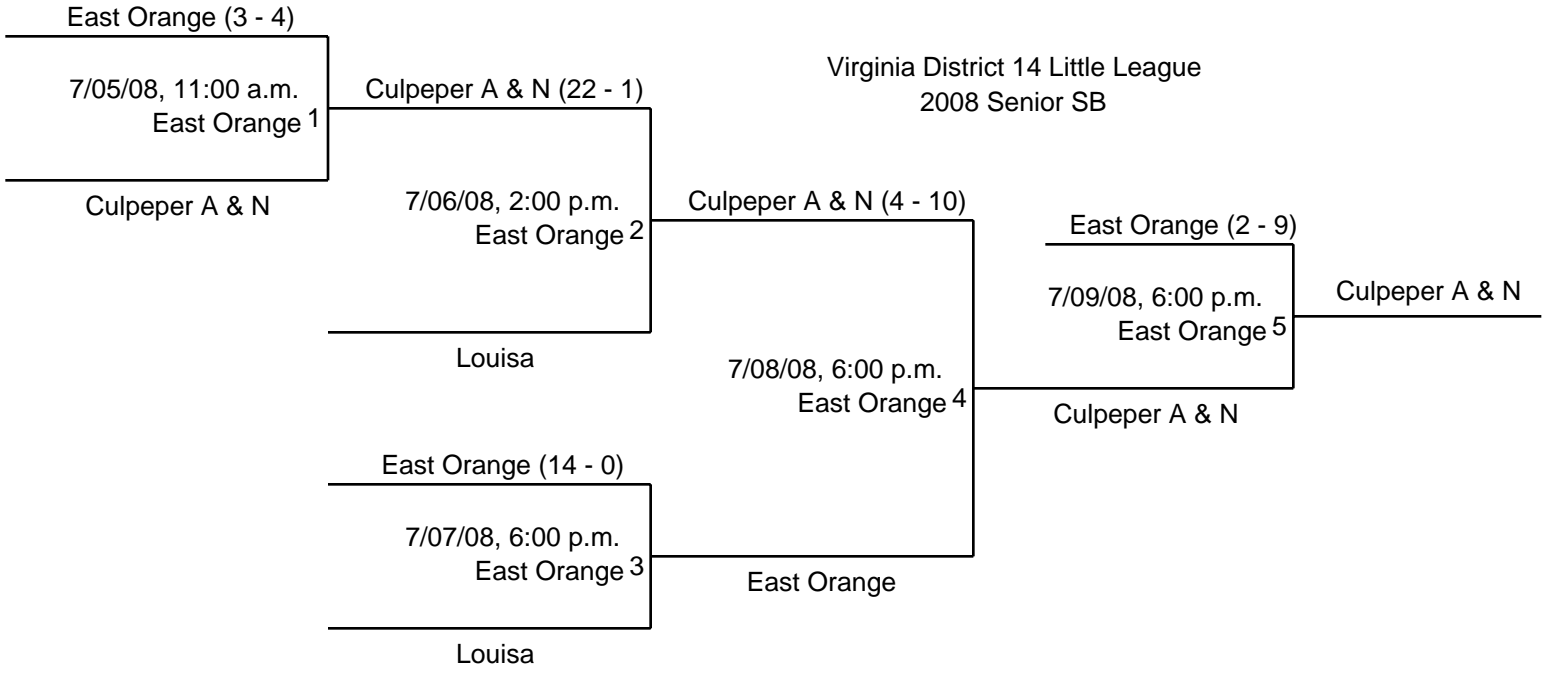 East Orange (3 - 4)
7/05/08, 11:00 a.m.
East Orange 1
Culpeper A & N
Culpeper A & N (22 - 1)
7/06/08, 2:00 p.m.
East Orange 2
Louisa
Virginia District 14 Little League
2008 Senior SB
Culpeper A & N (4 - 10)
7/08/08, 6:00 p.m.
East Orange 4
East Orange (14 - 0)
7/07/08, 6:00 p.m.
East Orange 3
Louisa
East Orange
East Orange (2 - 9)
7/09/08, 6:00 p.m.
East Orange 5
Culpeper A & N
Culpeper A & N